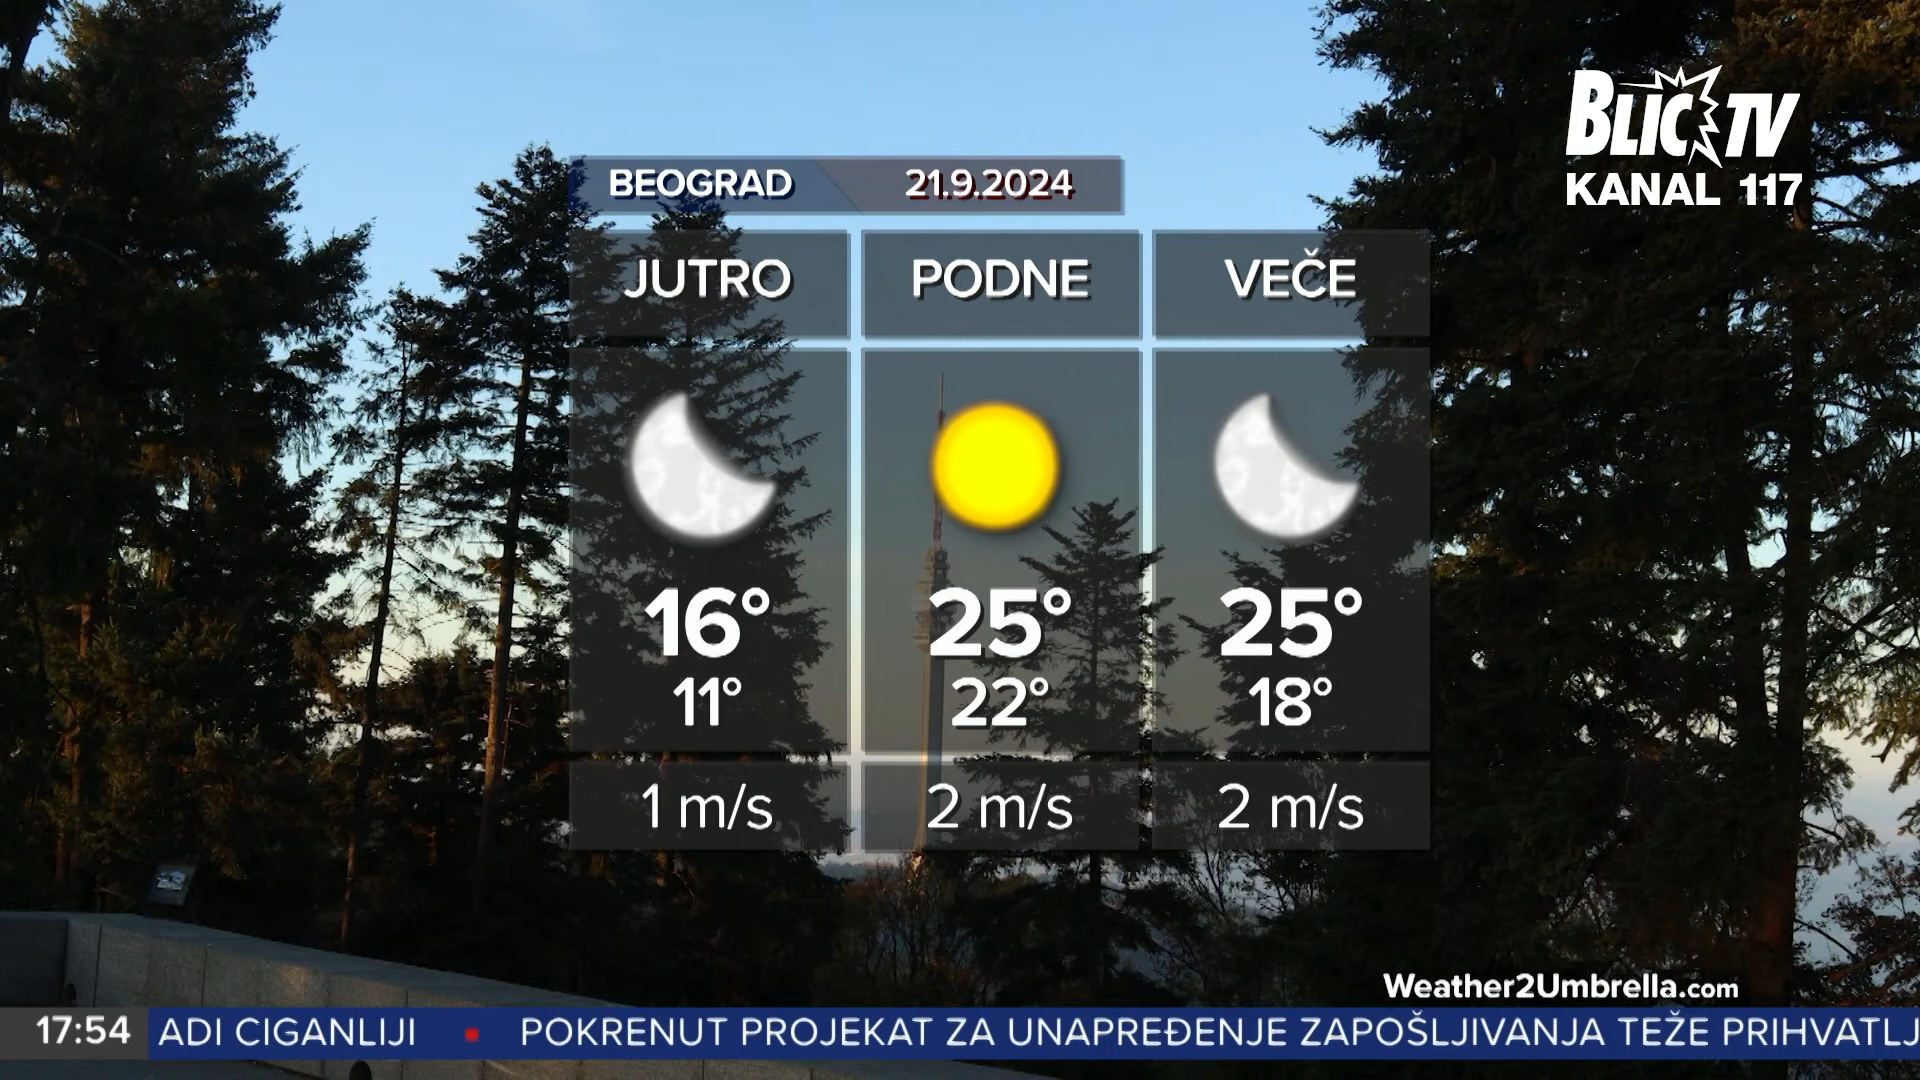 BLIC TV
KANAL 117
BEOGRAD 21.9.2024
JUTRO PODNE VEČE
16° 25° 25°
11° 22° 18°
1 m/s 2 m/s 2 m/s
Weather2Umbrella.com
17:54 ADI CIGANLIJI ▪ POKRENUT PROJEKAT ZA UNAPREĐENJE ZAPOŠLJIVANJA TEŽE PRIHVATLJ